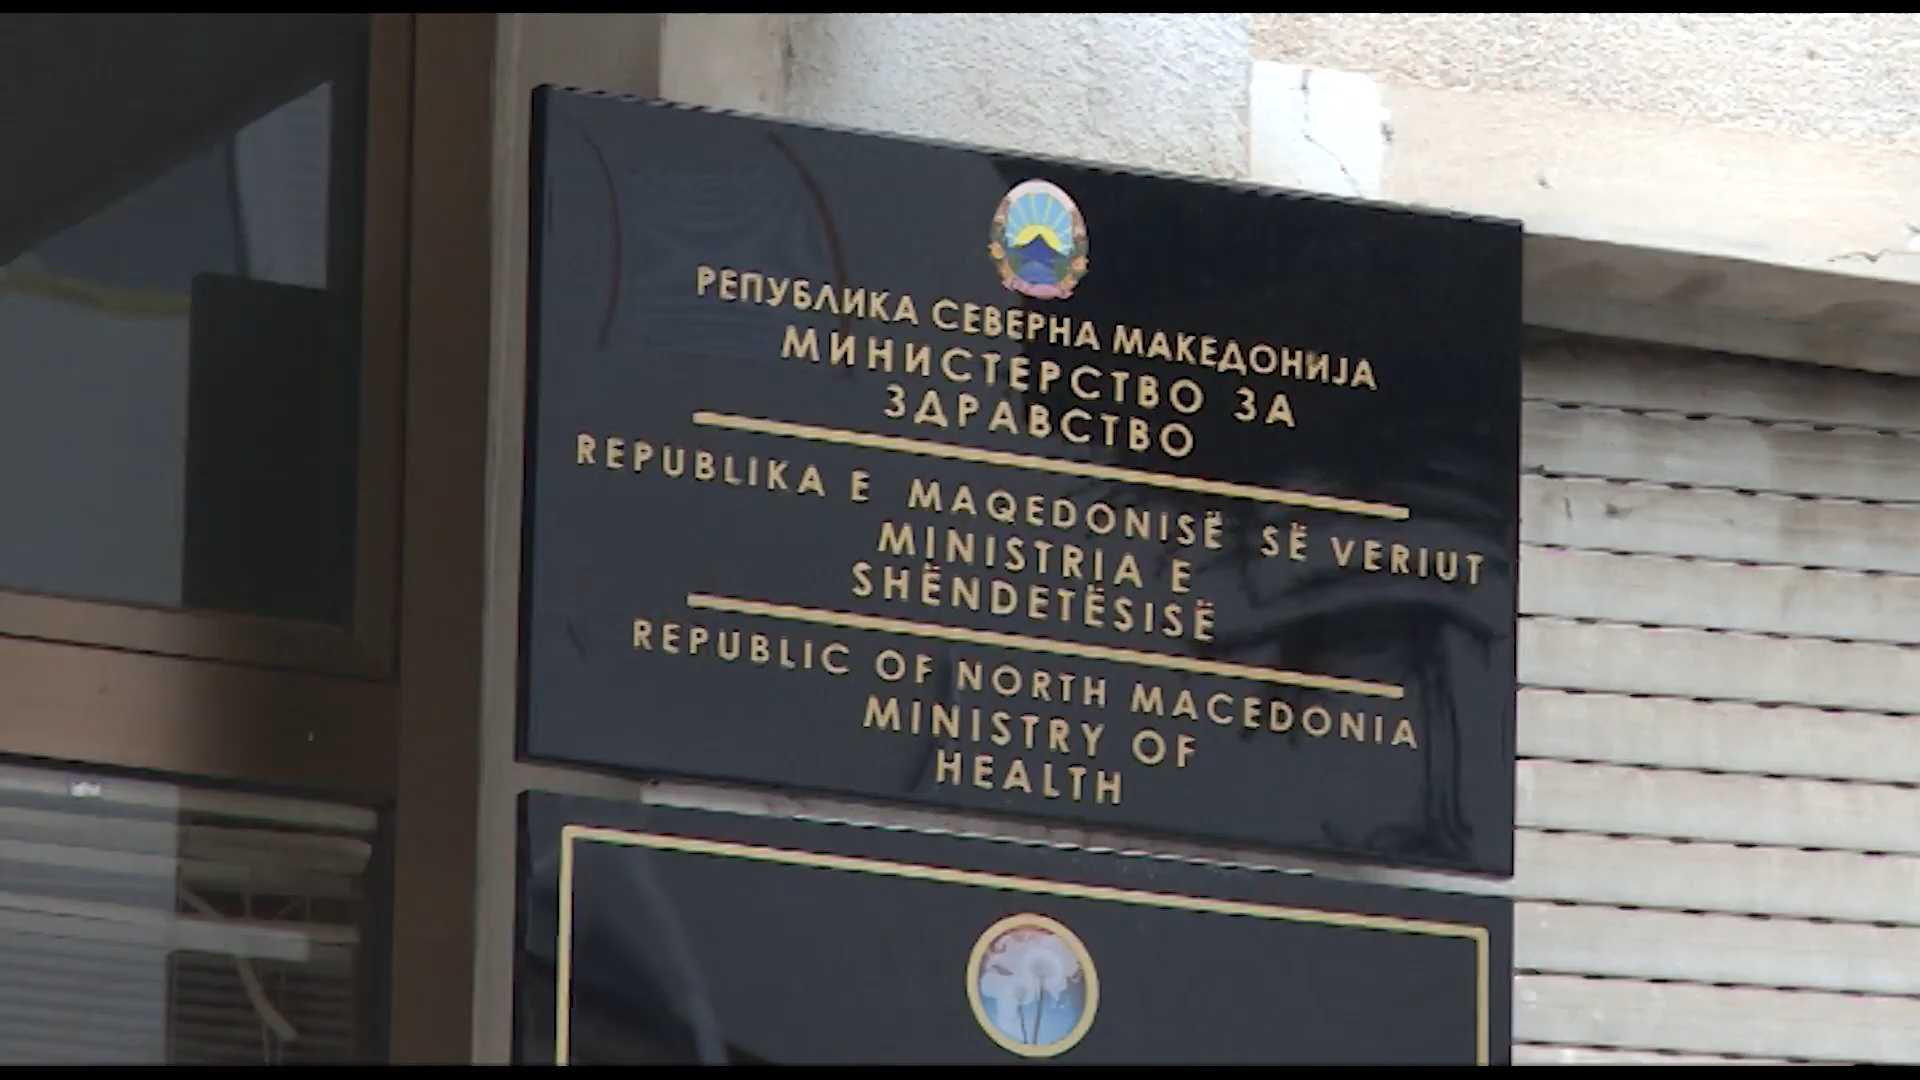 РЕПУБЛИКА СЕВЕРНА МАКЕДОНИЈА
МИНИСТЕРСТВО ЗА
ЗДРАВСТВО
REPUBLIKA E MAQEDONISË SË VERIUT
MINISTRIA E
SHËNDETËSISË
REPUBLIC OF NORTH MACEDONIA
MINISTRY OF
HEALTH